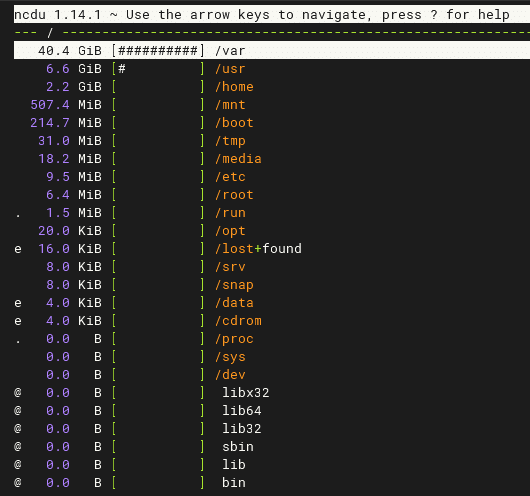 ncdu 1.14.1 ~ Use the arrow keys to navigate, press ? for help
--- / ----------------------------------------------------------
   40.4 GiB [##########] /var
    6.6 GiB [#         ] /usr
    2.2 GiB [          ] /home
  507.4 MiB [          ] /mnt
  214.7 MiB [          ] /boot
   31.0 MiB [          ] /tmp
   18.2 MiB [          ] /media
    9.5 MiB [          ] /etc
    6.4 MiB [          ] /root
.   1.5 MiB [          ] /run
   20.0 KiB [          ] /opt
e  16.0 KiB [          ] /lost+found
    8.0 KiB [          ] /srv
    8.0 KiB [          ] /snap
e   4.0 KiB [          ] /data
e   4.0 KiB [          ] /cdrom
.   0.0   B [          ] /proc
    0.0   B [          ] /sys
    0.0   B [          ] /dev
@   0.0   B [          ]  libx32
@   0.0   B [          ]  lib64
@   0.0   B [          ]  lib32
@   0.0   B [          ]  sbin
@   0.0   B [          ]  lib
@   0.0   B [          ]  bin